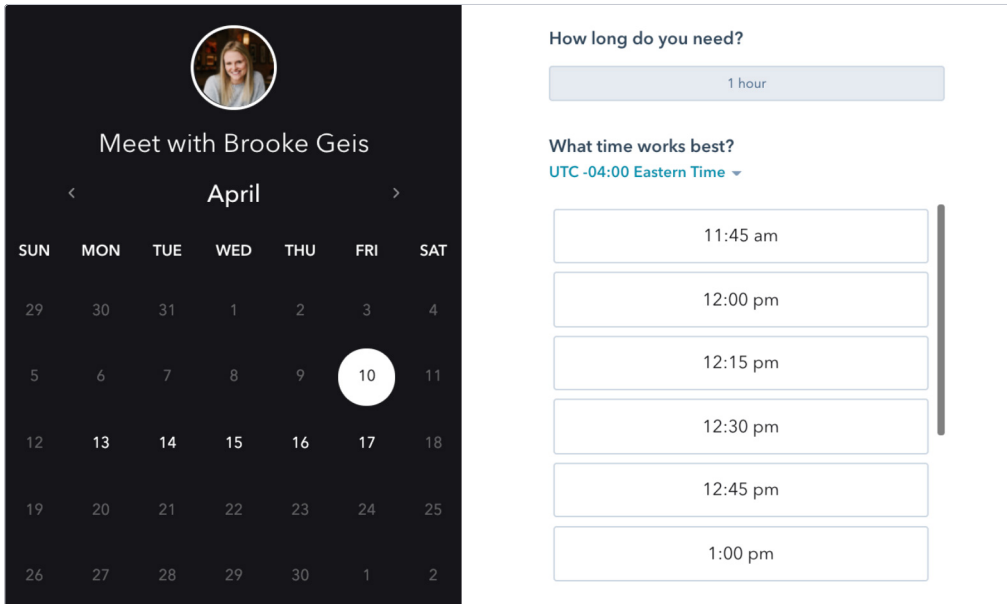 Meet with Brooke Geis
April
SUN MON TUE WED THU FRI SAT
29 30 31 1 2 3 4
5 6 7 8 9 10 11
12 13 14 15 16 17 18
19 20 21 22 23 24 25
26 27 28 29 30 1 2
How long do you need?
1 hour
What time works best?
UTC -04:00 Eastern Time
11:45 am
12:00 pm
12:15 pm
12:30 pm
12:45 pm
1:00 pm